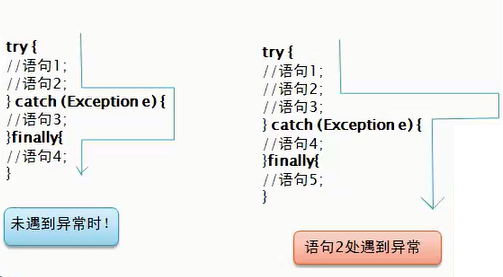 try {
//语句1;
//语句2;
} catch (Exception e) {
//语句3;
}finally{
//语句4;
}
未遇到异常时!
try {
//语句1;
//语句2;
//语句3;
} catch (Exception e) {
//语句4;
}finally{
//语句5;
}
语句2处遇到异常